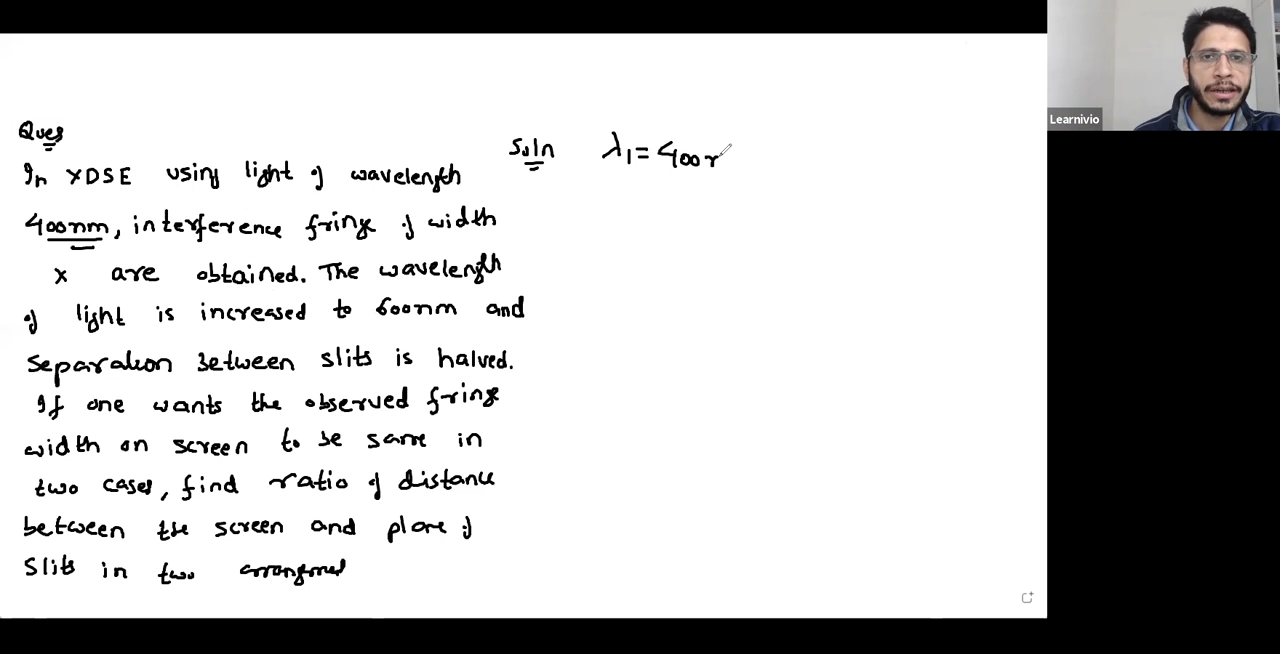 Ques
In YDSE using light of wavelength
400nm, interference fringe of width
x are obtained. The wavelength
of light is increased to 600nm and
separation between slits is halved.
If one wants the observed fringe
width on screen to be same in
two cases, find ratio of distance
between the screen and plane of
slits in two
Soln λ₁ = 400n
Learnivio